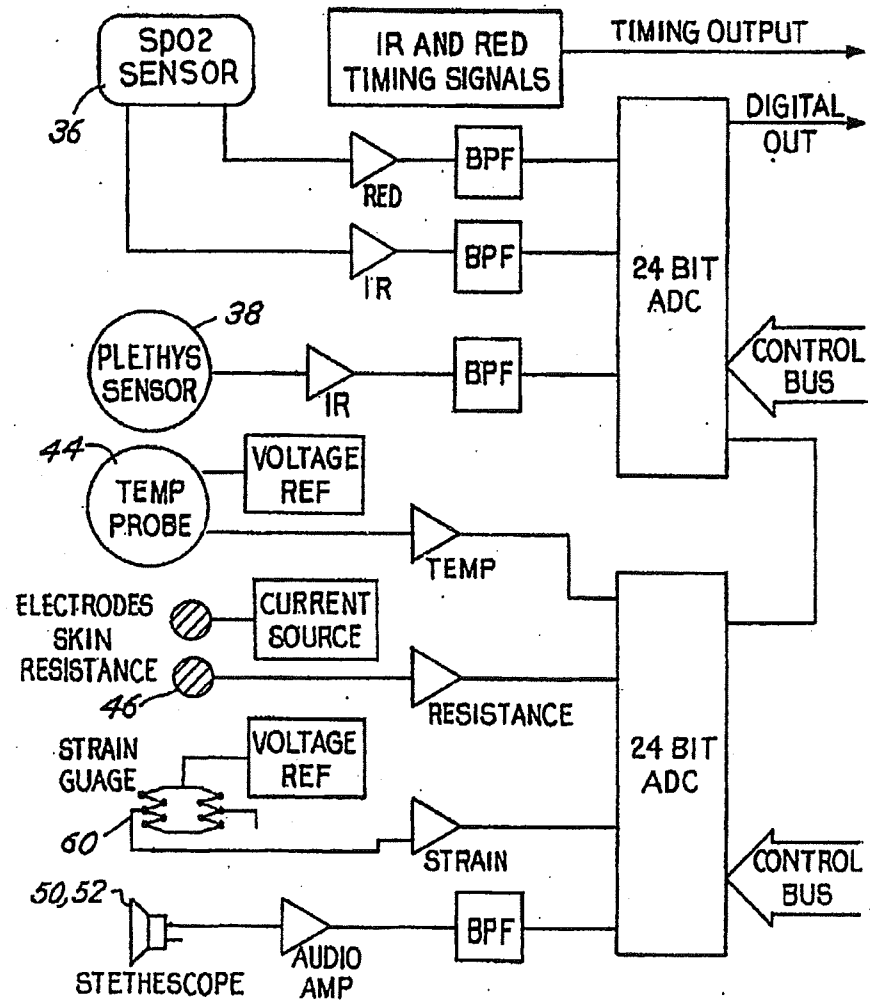 SpO2
SENSOR
36
IR AND RED
TIMING SIGNALS
TIMING OUTPUT
DIGITAL
OUT
BPF
RED
BPF
IR
24 BIT
ADC
38
PLETHYS
SENSOR
IR
BPF
CONTROL
BUS
44
TEMP
PROBE
VOLTAGE
REF
TEMP
ELECTRODES
SKIN
RESISTANCE
46
CURRENT
SOURCE
RESISTANCE
STRAIN
GUAGE
60
VOLTAGE
REF
STRAIN
24 BIT
ADC
CONTROL
BUS
50,52
STETHESCOPE
AUDIO
AMP
BPF